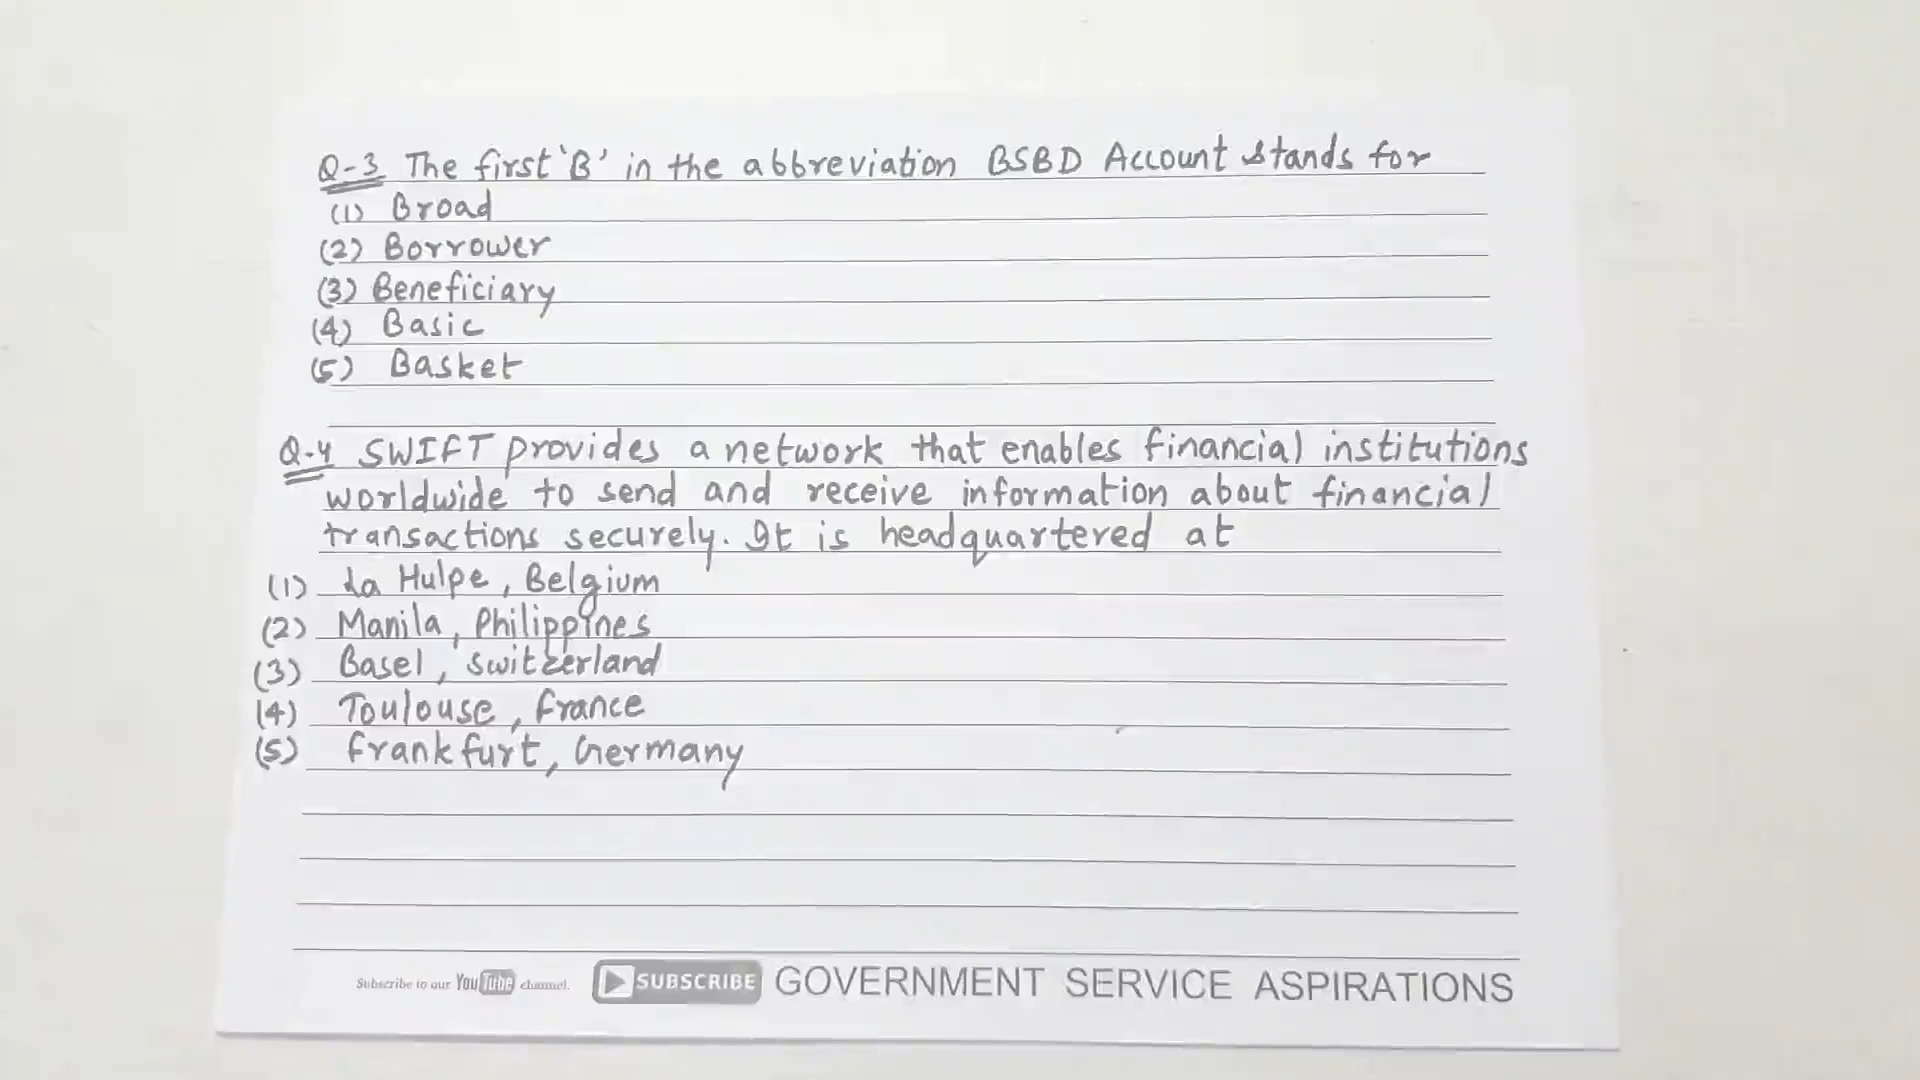 Q-3 The first 'B' in the abbreviation BSBD Account stands for
(1) Broad
(2) Borrower
(3) Beneficiary
(4) Basic
(5) Basket
Q-4 SWIFT provides a network that enables financial institutions
worldwide to send and receive information about financial
transactions securely. It is headquartered at
(1) La Hulpe, Belgium
(2) Manila, Philippines
(3) Basel, Switzerland
(4) Toulouse, France
(5) Frankfurt, Germany
Subscribe to our YouTube channel. SUBSCRIBE GOVERNMENT SERVICE ASPIRATIONS